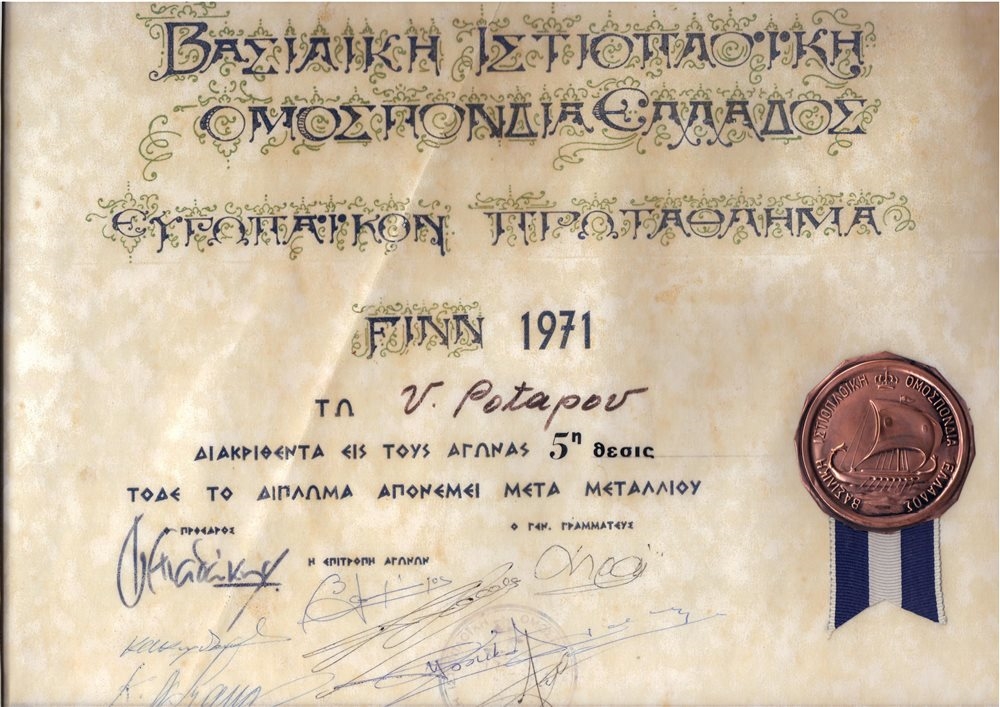 ΒΑΣΙΛΙΚΗ ΙΣΤΙΟΠΛΟΪΚΗ
ΟΜΟΣΠΟΝΔΙΑ ΕΛΛΑΔΟΣ
ΕΥΡΩΠΑΪΚΟΝ ΠΡΩΤΑΘΛΗΜΑ
FINN 1971
ΤΩ V. Potapov
ΔΙΑΚΡΙΘΕΝΤΑ ΕΙΣ ΤΟΥΣ ΑΓΩΝΑΣ 5η θεσις
ΤΟΔΕ ΤΟ ΔΙΠΛΩΜΑ ΑΠΟΝΕΜΕΙ ΜΕΤΑ ΜΕΤΑΛΛΙΟΥ
Ο ΠΡΟΕΔΡΟΣ
Ο ΓΕΝ. ΓΡΑΜΜΑΤΕΥΣ
Η ΕΠΙΤΡΟΠΗ ΑΓΩΝΩΝ
ΒΑΣΙΛΙΚΗ ΙΣΤΙΟΠΛΟΪΚΗ ΟΜΟΣΠΟΝΔΙΑ ΕΛΛΑΔΟΣ